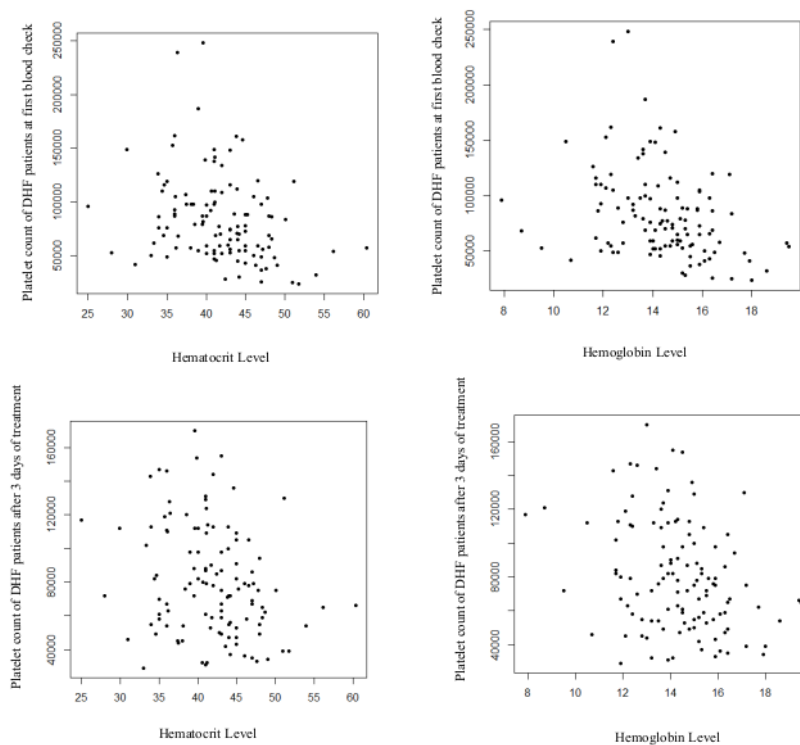 Platelet count of DHF patients at first blood check
250000
200000
150000
100000
50000
25 30 35 40 45 50 55 60
Hematocrit Level
Platelet count of DHF patients at first blood check
250000
200000
150000
100000
50000
8 10 12 14 16 18
Hemoglobin Level
Platelet count of DHF patients after 3 days of treatment
160000
120000
80000
40000
25 30 35 40 45 50 55 60
Hematocrit Level
Platelet count of DHF patients after 3 days of treatment
160000
120000
80000
40000
8 10 12 14 16 18
Hemoglobin Level